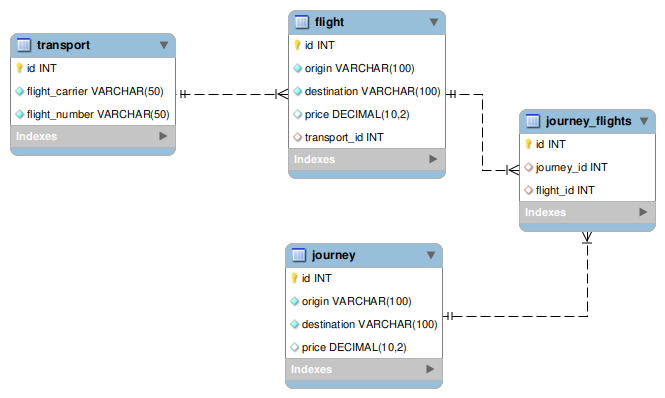 transport
id INT
flight_carrier VARCHAR(50)
flight_number VARCHAR(50)
Indexes
flight
id INT
origin VARCHAR(100)
destination VARCHAR(100)
price DECIMAL(10,2)
transport_id INT
Indexes
journey_flights
id INT
journey_id INT
flight_id INT
Indexes
journey
id INT
origin VARCHAR(100)
destination VARCHAR(100)
price DECIMAL(10,2)
Indexes